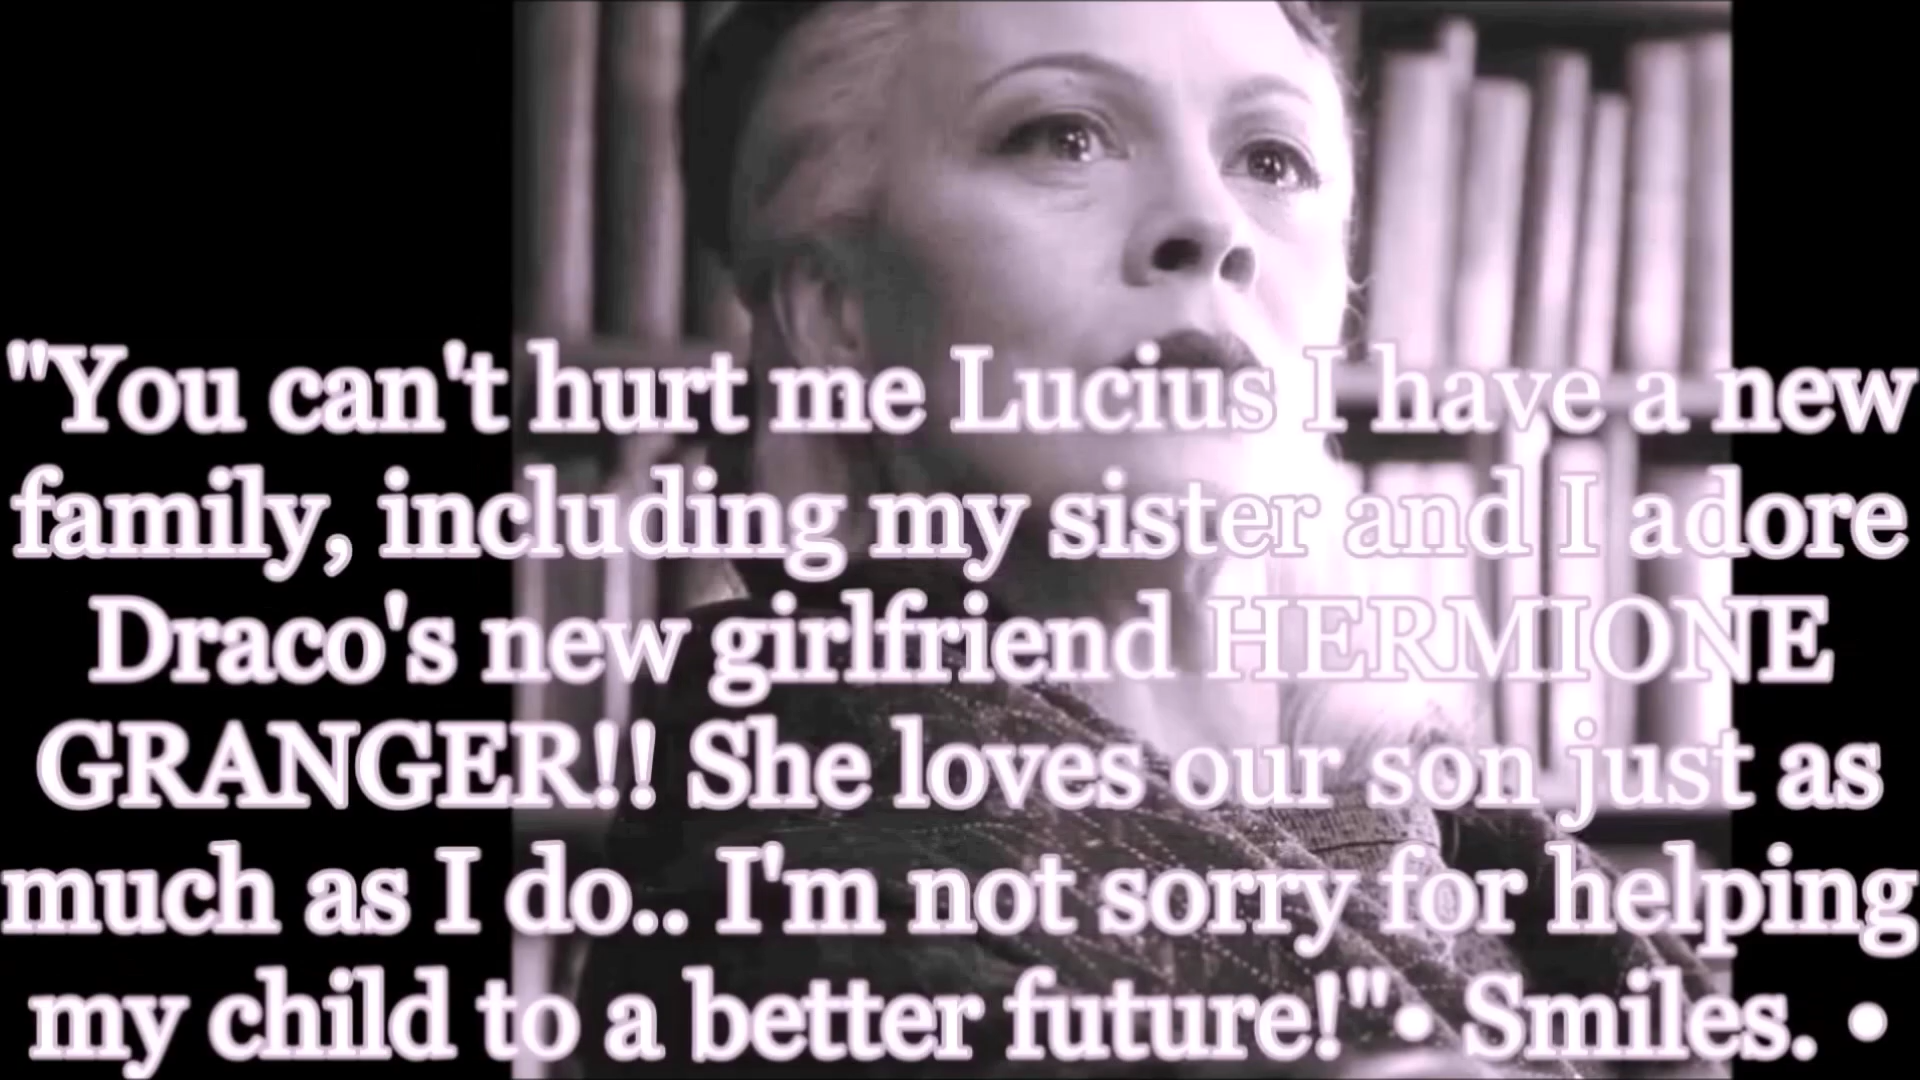 "You can't hurt me Lucius I have a new
family, including my sister and I adore
Draco's new girlfriend HERMIONE
GRANGER!! She loves our son just as
much as I do.. I'm not sorry for helping
my child to a better future!"• Smiles. •